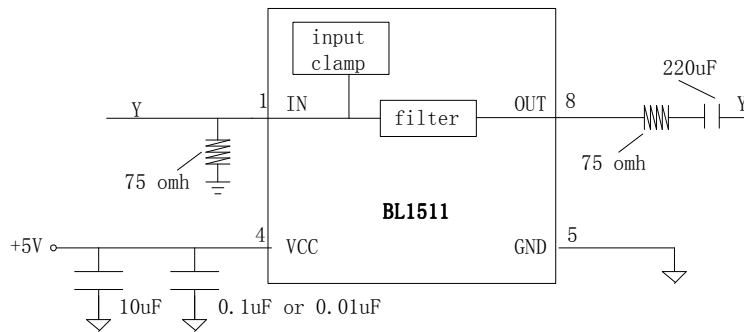 input
clamp
220uF
Y
1
IN
OUT
8
Y
filter
75 omh
75 omh
BL1511
+5V
4
VCC
GND
5
10uF
0.1uF or 0.01uF